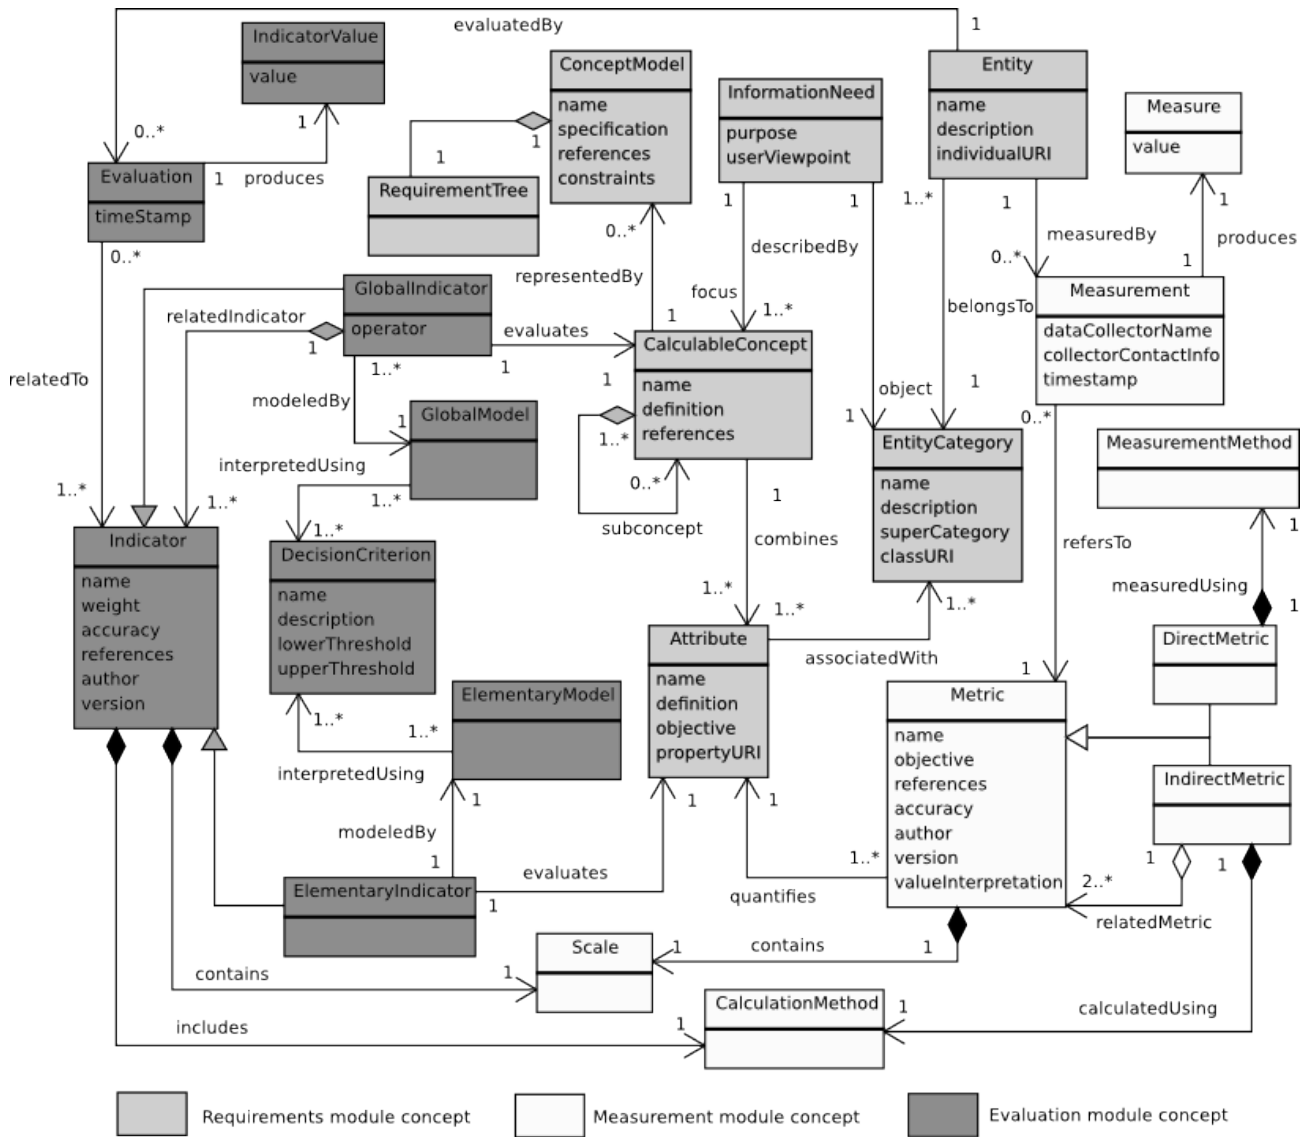 evaluatedBy
1
IndicatorValue
value
ConceptModel
name
specification
references
constraints
InformationNeed
purpose
userViewpoint
Entity
name
description
individualURI
Measure
value
0..*
1
1
1
Evaluation
timeStamp
1
produces
RequirementTree
1
1
1..*
1
1
produces
0..*
0..*
describedBy
measuredBy
0..*
1
representedBy
GlobalIndicator
operator
relatedIndicator
1
evaluates
1
focus
1..*
1
belongsTo
Measurement
dataCollectorName
collectorContactInfo
timestamp
CalculableConcept
name
definition
references
1
1..*
0..*
subconcept
relatedTo
1..*
modeledBy
1
GlobalModel
object
1
1
0..*
EntityCategory
name
description
superCategory
classURI
MeasurementMethod
interpretedUsing
1..*
1..*
1..*
1..*
1
combines
1
refersTo
measuredUsing
1
Indicator
name
weight
accuracy
references
author
version
DecisionCriterion
name
description
lowerThreshold
upperThreshold
1..*
1..*
1..*
associatedWith
Attribute
name
definition
objective
propertyURI
DirectMetric
1
Metric
name
objective
references
accuracy
author
version
valueInterpretation
ElementaryModel
1..*
1..*
interpretedUsing
1
modeledBy
1
1
1
IndirectMetric
1..*
1
1
2..*
relatedMetric
ElementaryIndicator
evaluates
1
quantifies
Scale
1
contains
1
contains
1
CalculationMethod
1
calculatedUsing
includes
1
Requirements module concept
Measurement module concept
Evaluation module concept